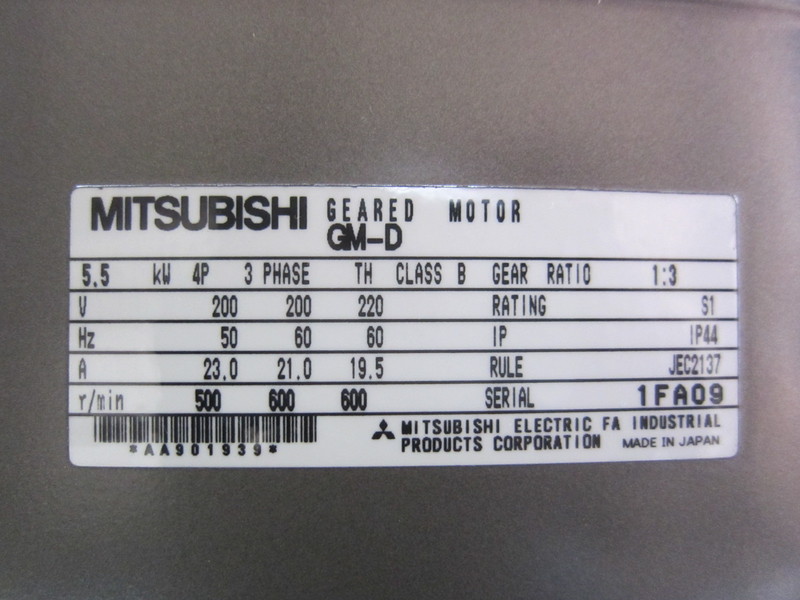 MITSUBISHI GEARED MOTOR
GM-D
5.5 kW 4P 3 PHASE TH CLASS B GEAR RATIO 1:3
V 200 200 220 RATING S1
Hz 50 60 60 IP IP44
A 23.0 21.0 19.5 RULE JEC2137
r/min 500 600 600 SERIAL 1FA09
*AA901939*
MITSUBISHI ELECTRIC FA INDUSTRIAL
PRODUCTS CORPORATION MADE IN JAPAN